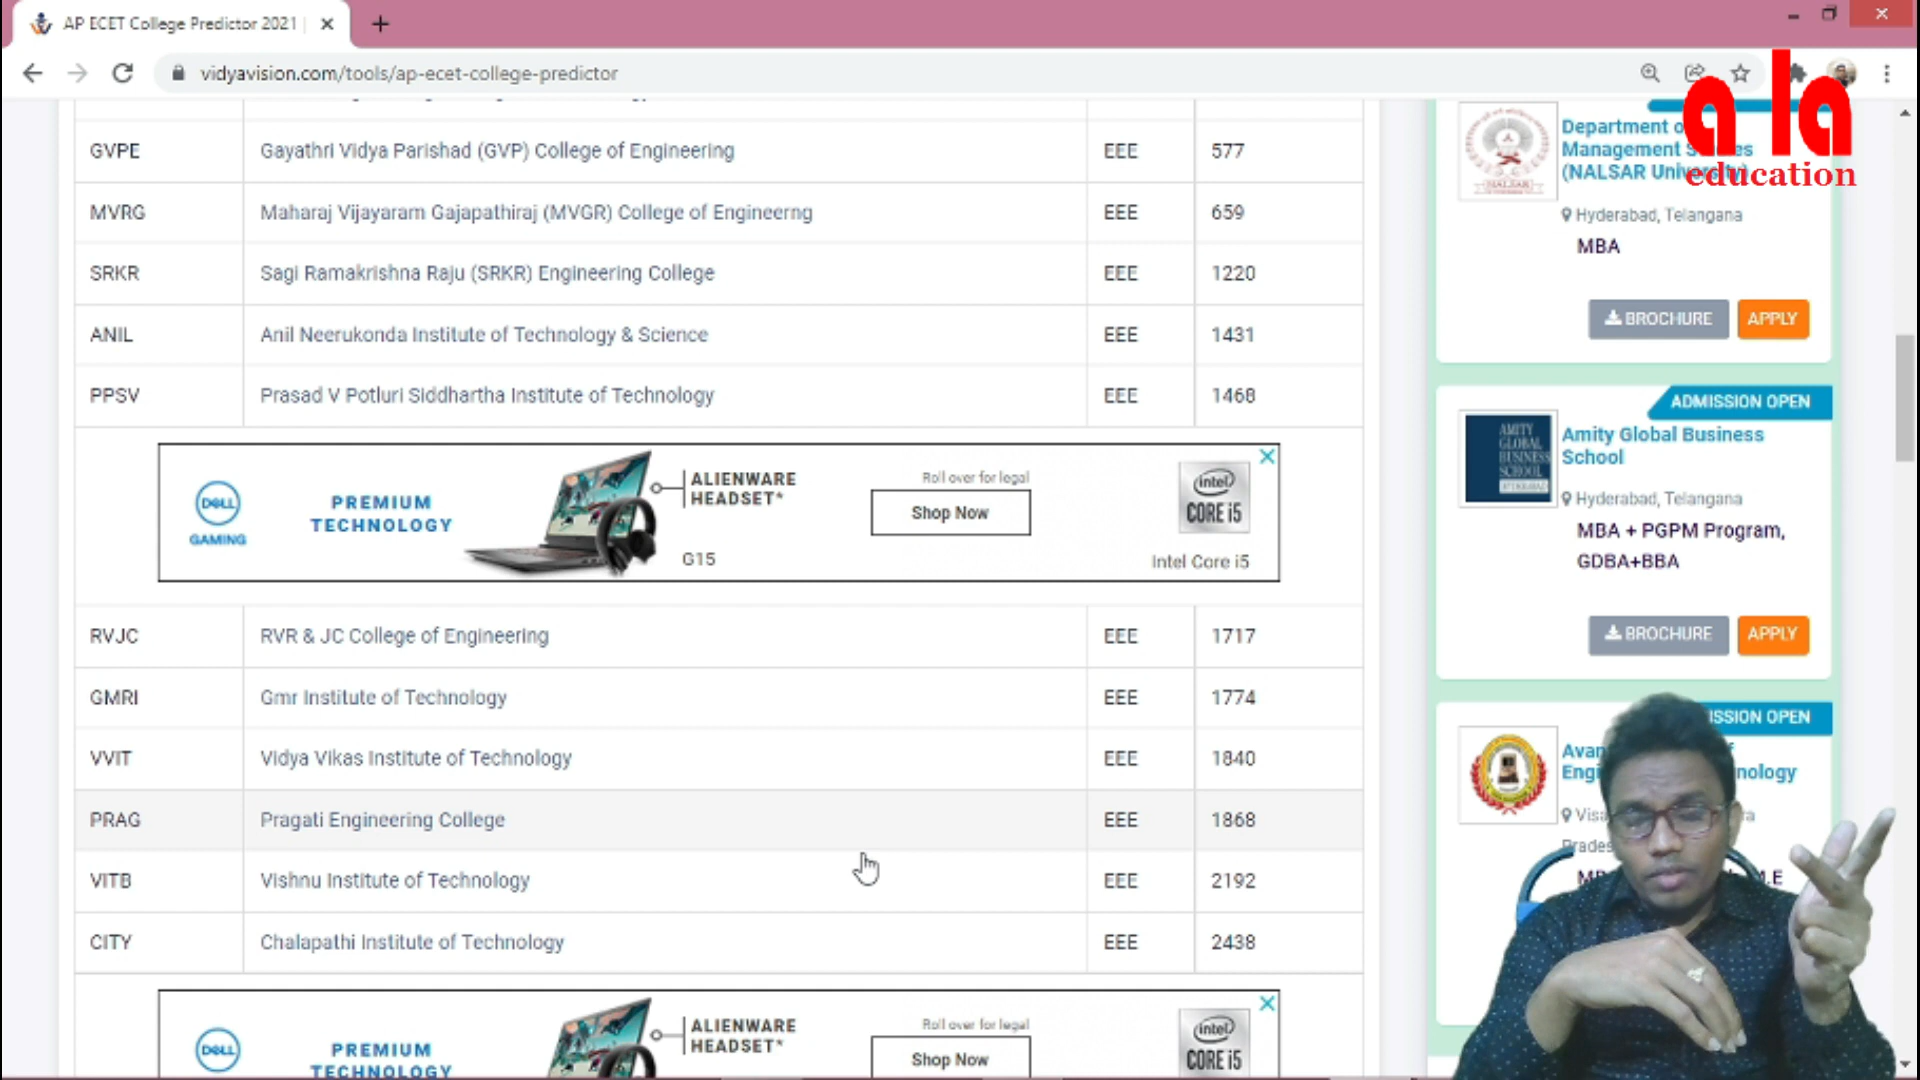 AP ECET College Predictor 2021
vidyavision.com/tools/ap-ecet-college-predictor
a la
education
GVPE Gayathri Vidya Parishad (GVP) College of Engineering EEE 577
MVRG Maharaj Vijayaram Gajapathiraj (MVGR) College of Engineerng EEE 659
SRKR Sagi Ramakrishna Raju (SRKR) Engineering College EEE 1220
ANIL Anil Neerukonda Institute of Technology & Science EEE 1431
PPSV Prasad V Potluri Siddhartha Institute of Technology EEE 1468
DELL
GAMING
PREMIUM
TECHNOLOGY
ALIENWARE
HEADSET*
G15
Roll over for legal
Shop Now
intel
CORE i5
Intel Core i5
RVJC RVR & JC College of Engineering EEE 1717
GMRI Gmr Institute of Technology EEE 1774
VVIT Vidya Vikas Institute of Technology EEE 1840
PRAG Pragati Engineering College EEE 1868
VITB Vishnu Institute of Technology EEE 2192
CITY Chalapathi Institute of Technology EEE 2438
DELL
PREMIUM
TECHNOLOGY
ALIENWARE
HEADSET*
Roll over for legal
Shop Now
intel
CORE i5
Department
Management
(NALSAR
NALSAR
Hyderabad, Telangana
MBA
BROCHURE APPLY
ADMISSION OPEN
AMITY
GLOBAL
BUSINESS
SCHOOL
Amity Global Business
School
Hyderabad, Telangana
MBA + PGPM Program,
GDBA+BBA
BROCHURE APPLY
OPEN